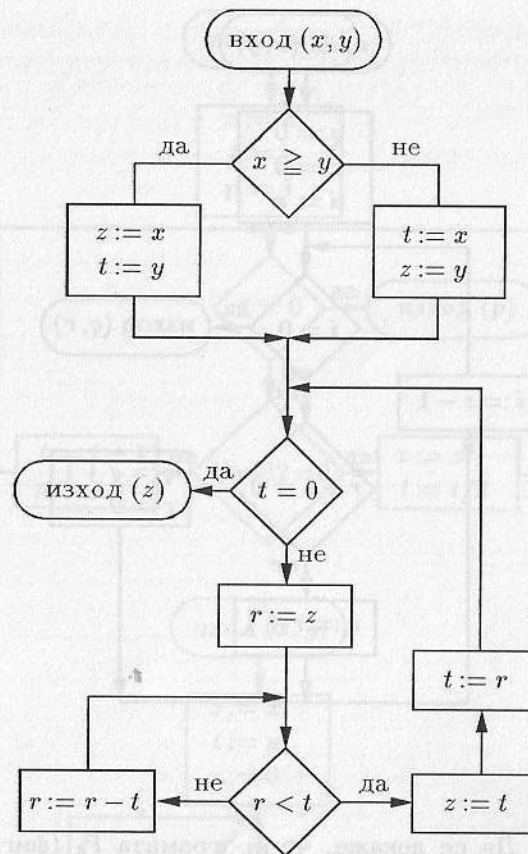 вход (x, y)
x ≧ y
да
не
z := x
t := y
t := x
z := y
t = 0
да
изход (z)
не
r := z
r < t
не
r := r − t
да
z := t
t := r